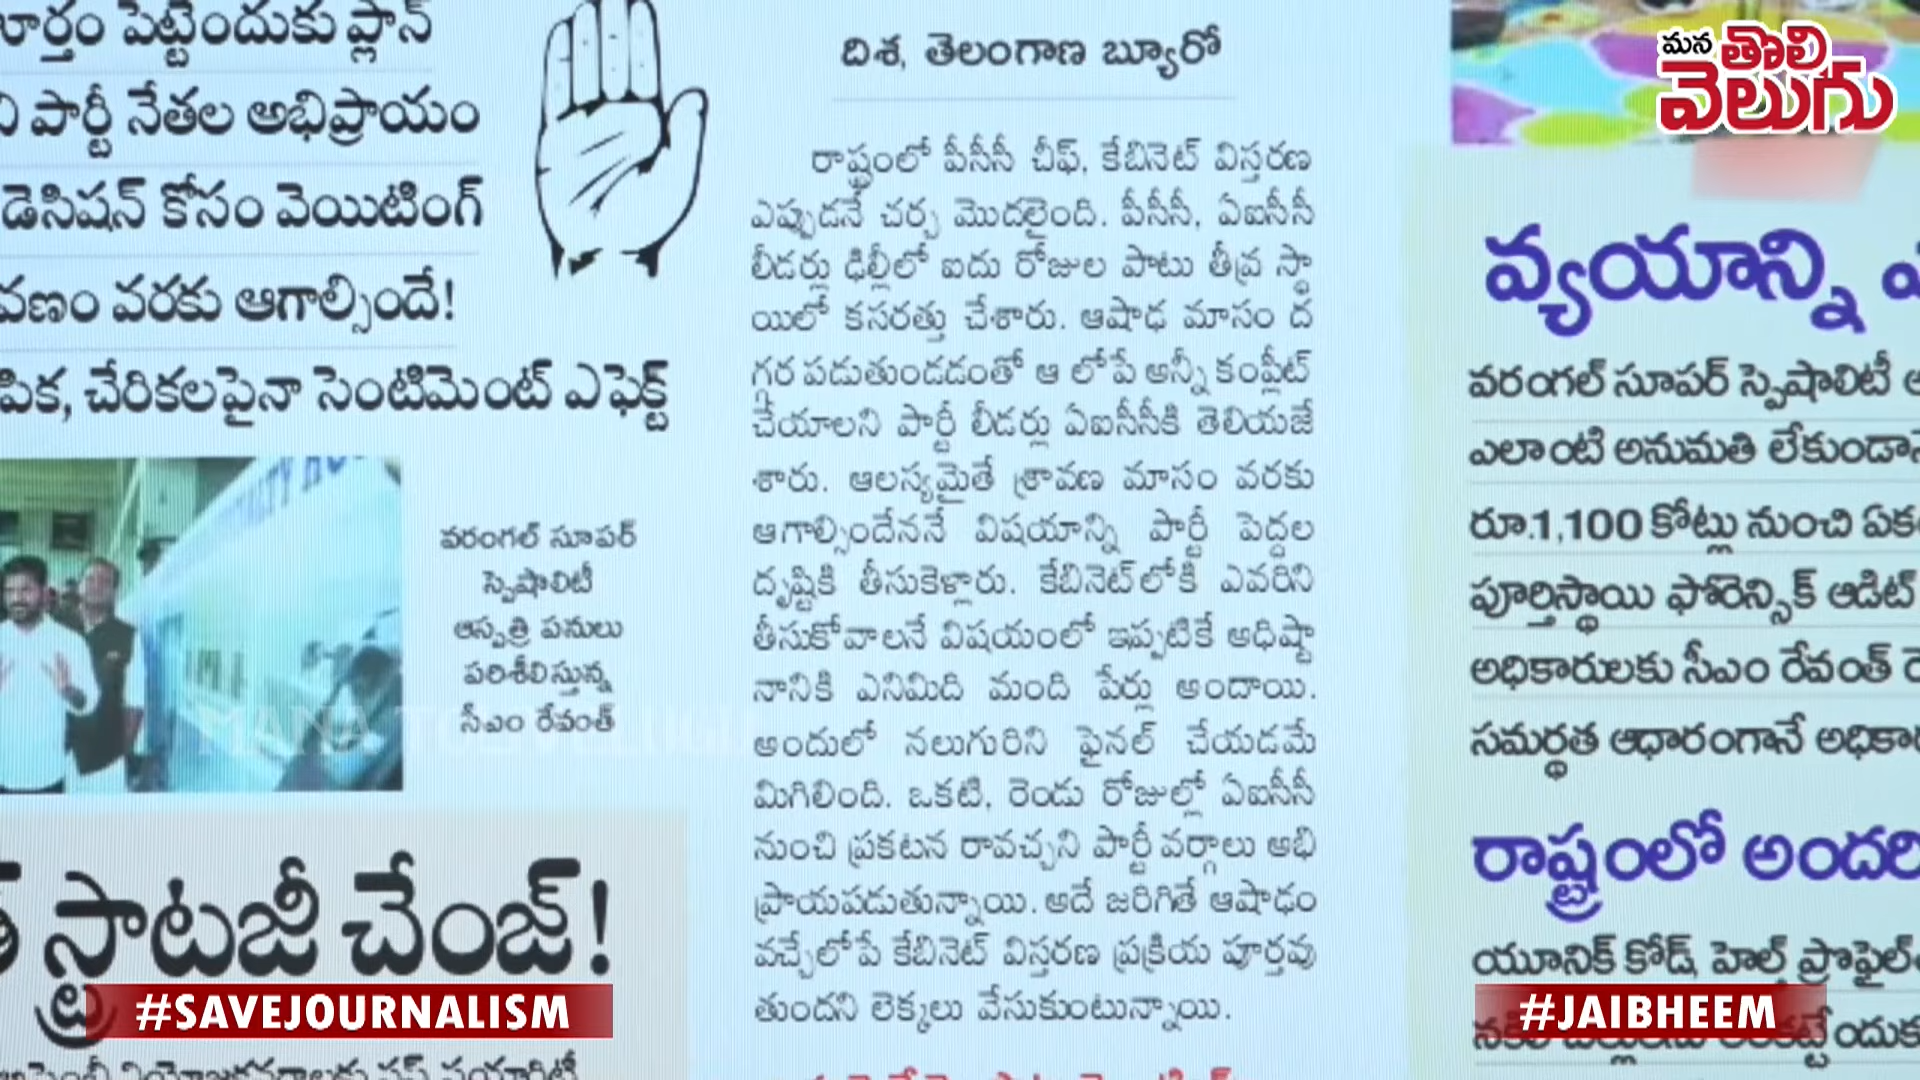 పెట్టేందుకు ప్లాన్
పార్టీ నేతల అభిప్రాయం
డెసిషన్ కోసం వెయిటింగ్
వరకు ఆగాల్సిందే!
చేరికలపైనా సెంటిమెంట్ ఎఫెక్ట్
వరంగల్ సూపర్
స్పెషాలిటీ
ఆస్పత్రి పనులు
పరిశీలిస్తున్న
సీఎం రేవంత్
స్ట్రాటజీ చేంజ్!
దిశ, తెలంగాణ బ్యూరో
రాష్ట్రంలో పీసీసీ చీఫ్, కేబినెట్ విస్తరణ
ఎప్పుడనే చర్చ మొదలైంది. పీసీసీ, ఏఐసీసీ
లీడర్లు ఢిల్లీలో ఐదు రోజుల పాటు తీవ్ర స్థా
యిలో కసరత్తు చేశారు. ఆషాఢ మాసం ద
గ్గర పడుతుండడంతో ఆ లోపే అన్నీ కంప్లీట్
చేయాలని పార్టీ లీడర్లు ఏఐసీసీకి తెలియజే
శారు. ఆలస్యమైతే శ్రావణ మాసం వరకు
ఆగాల్సిందేననే విషయాన్ని పార్టీ పెద్దల
దృష్టికి తీసుకెళ్లారు. కేబినెట్‌లోకి ఎవరిని
తీసుకోవాలనే విషయంలో ఇప్పటికే అధిష్టా
నానికి ఎనిమిది మంది పేర్లు అందాయి.
అందులో నలుగురిని ఫైనల్ చేయడమే
మిగిలింది. ఒకటి, రెండు రోజుల్లో ఏఐసీసీ
నుంచి ప్రకటన రావచ్చని పార్టీ వర్గాలు అభి
ప్రాయపడుతున్నాయి. అదే జరిగితే ఆషాఢం
వచ్చేలోపే కేబినెట్ విస్తరణ ప్రక్రియ పూర్తవు
తుందని లెక్కలు వేసుకుంటున్నాయి.
మన తొలి
వెలుగు
వ్యయాన్ని
వరంగల్ సూపర్ స్పెషాలిటీ
ఎలాంటి అనుమతి లేకుండానే
రూ.1,100 కోట్లు నుంచి
పూర్తిస్థాయి ఫోరెన్సిక్ ఆడిట్
అధికారులకు సీఎం రేవంత్
సమర్థత ఆధారంగానే
రాష్ట్రంలో
యూనిక్ కోడ్, హెల్త్ ప్రొఫైల్
#SAVEJOURNALISM
#JAIBHEEM